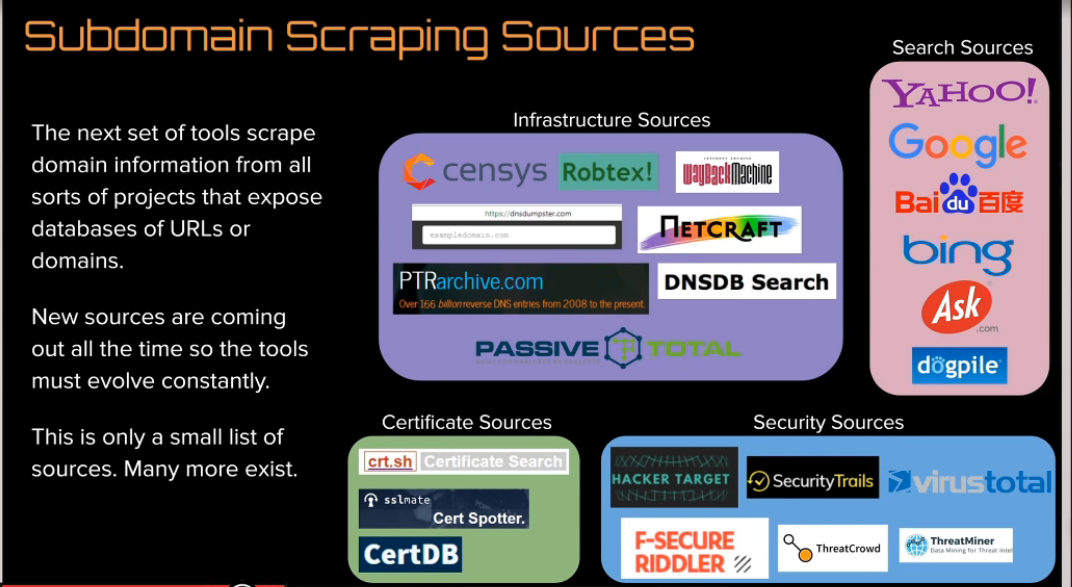 Subdomain Scraping Sources
The next set of tools scrape
domain information from all
sorts of projects that expose
databases of URLs or
domains.
New sources are coming
out all the time so the tools
must evolve constantly.
This is only a small list of
sources. Many more exist.
Infrastructure Sources
censys
Robtex!
INTERNET ARCHIVE
WayBackMachine
https://dnsdumpster.com
exampledomain.com
NETCRAFT
PTRarchive.com
Over 166 billion reverse DNS entries from 2008 to the present.
DNSDB Search
PASSIVE TOTAL
Search Sources
YAHOO!
Google
Bai du 百度
bing
Ask
.com
dogpile
Certificate Sources
crt.sh Certificate Search
sslmate
Cert Spotter.
CertDB
Security Sources
HACKER TARGET
SecurityTrails
virustotal
F-SECURE
RIDDLER
ThreatCrowd
ThreatMiner
Data Mining for Threat Intel